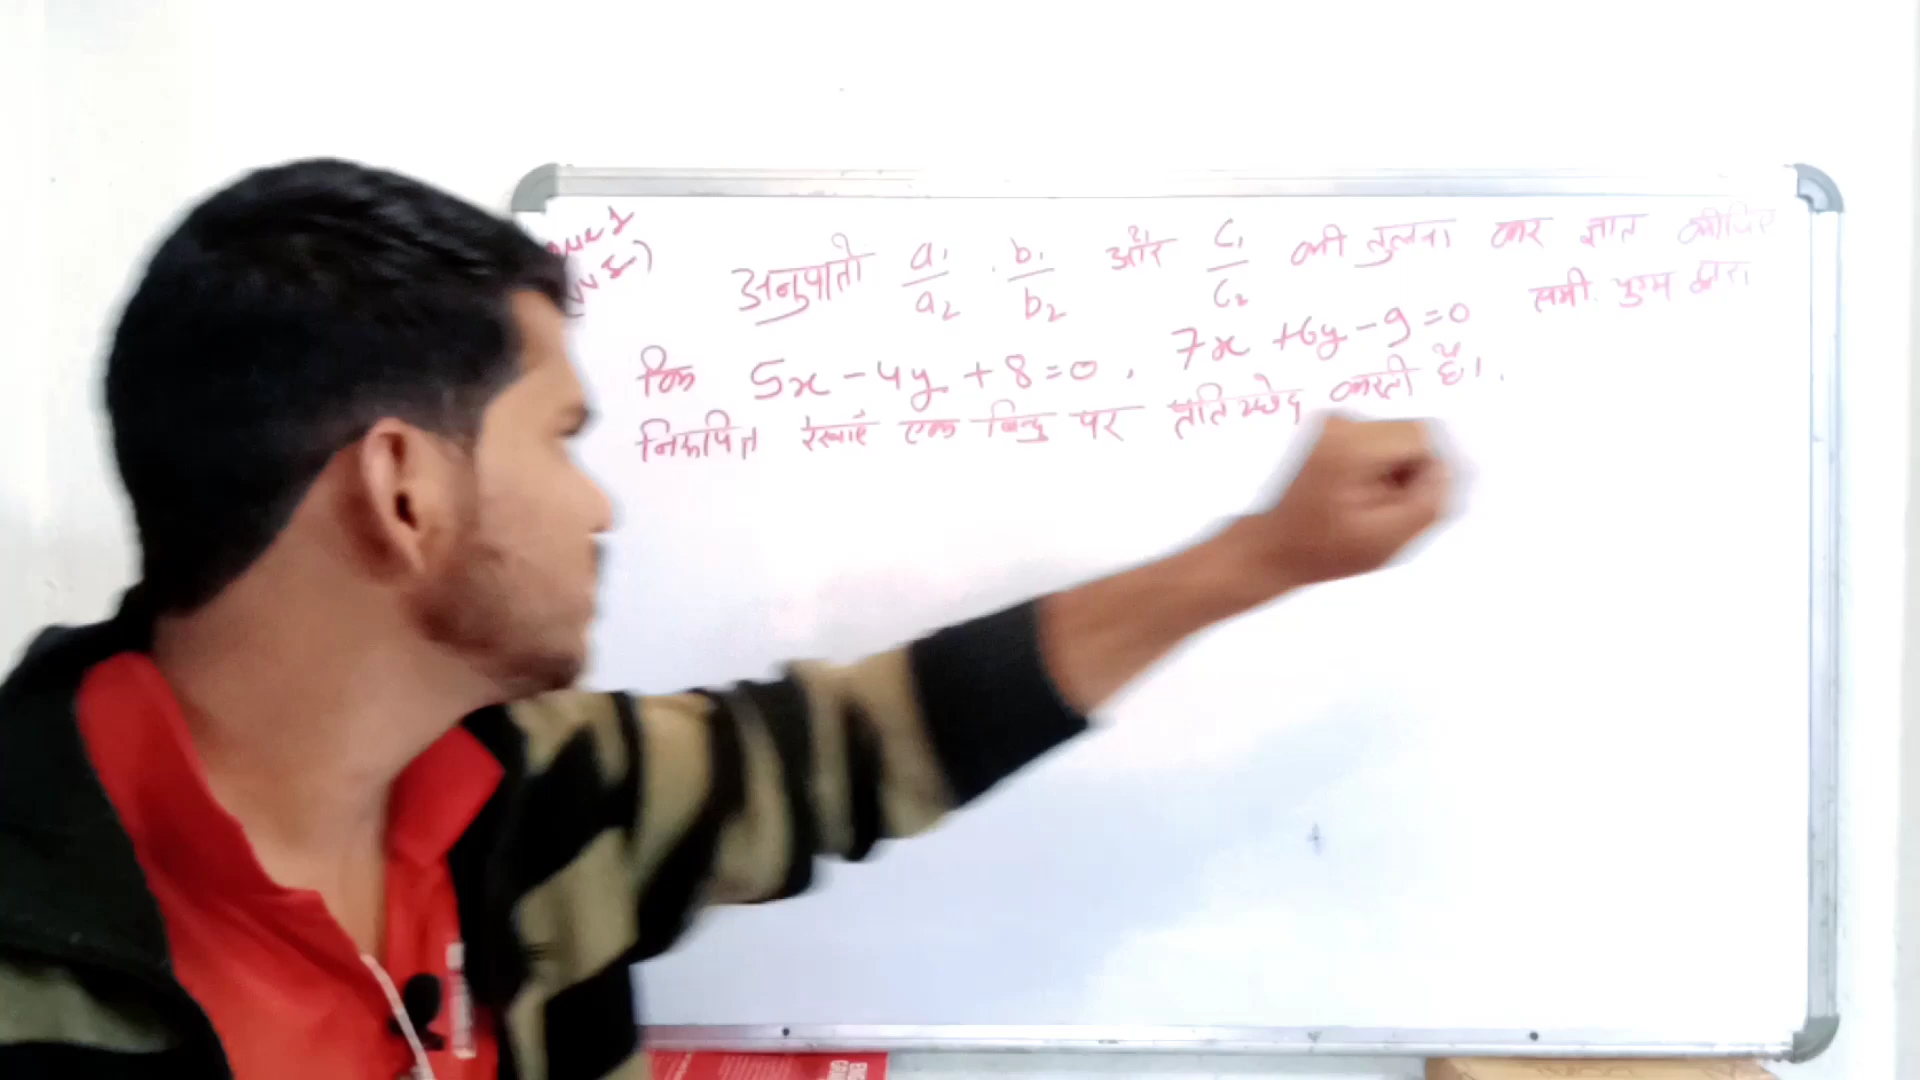 अनुपातो a₁/a₂ , b₁/b₂ और c₁/c₂ की तुलना कर ज्ञात कीजिए
कि 5x - 4y + 8 = 0 , 7x + 6y - 9 = 0 समी. युग्म द्वारा
निरूपित रेखाएं एक बिन्दु पर प्रतिच्छेद करती हैं।